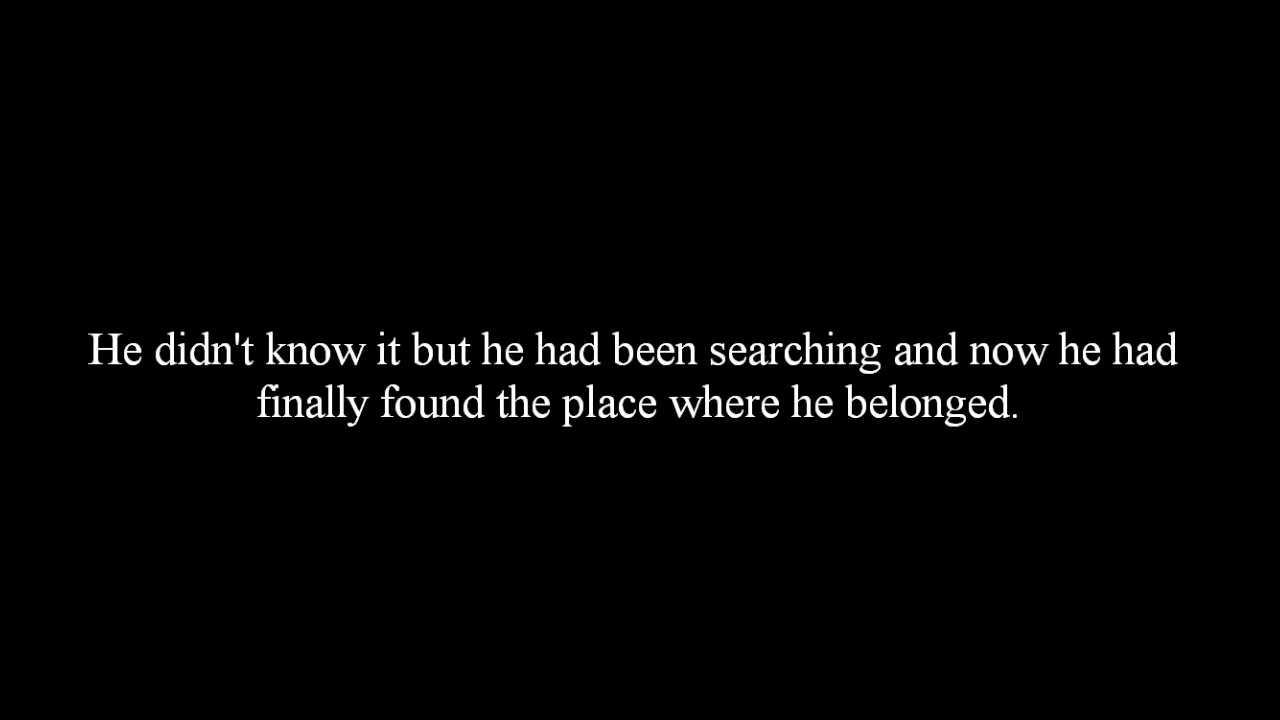 He didn't know it but he had been searching and now he had
finally found the place where he belonged.